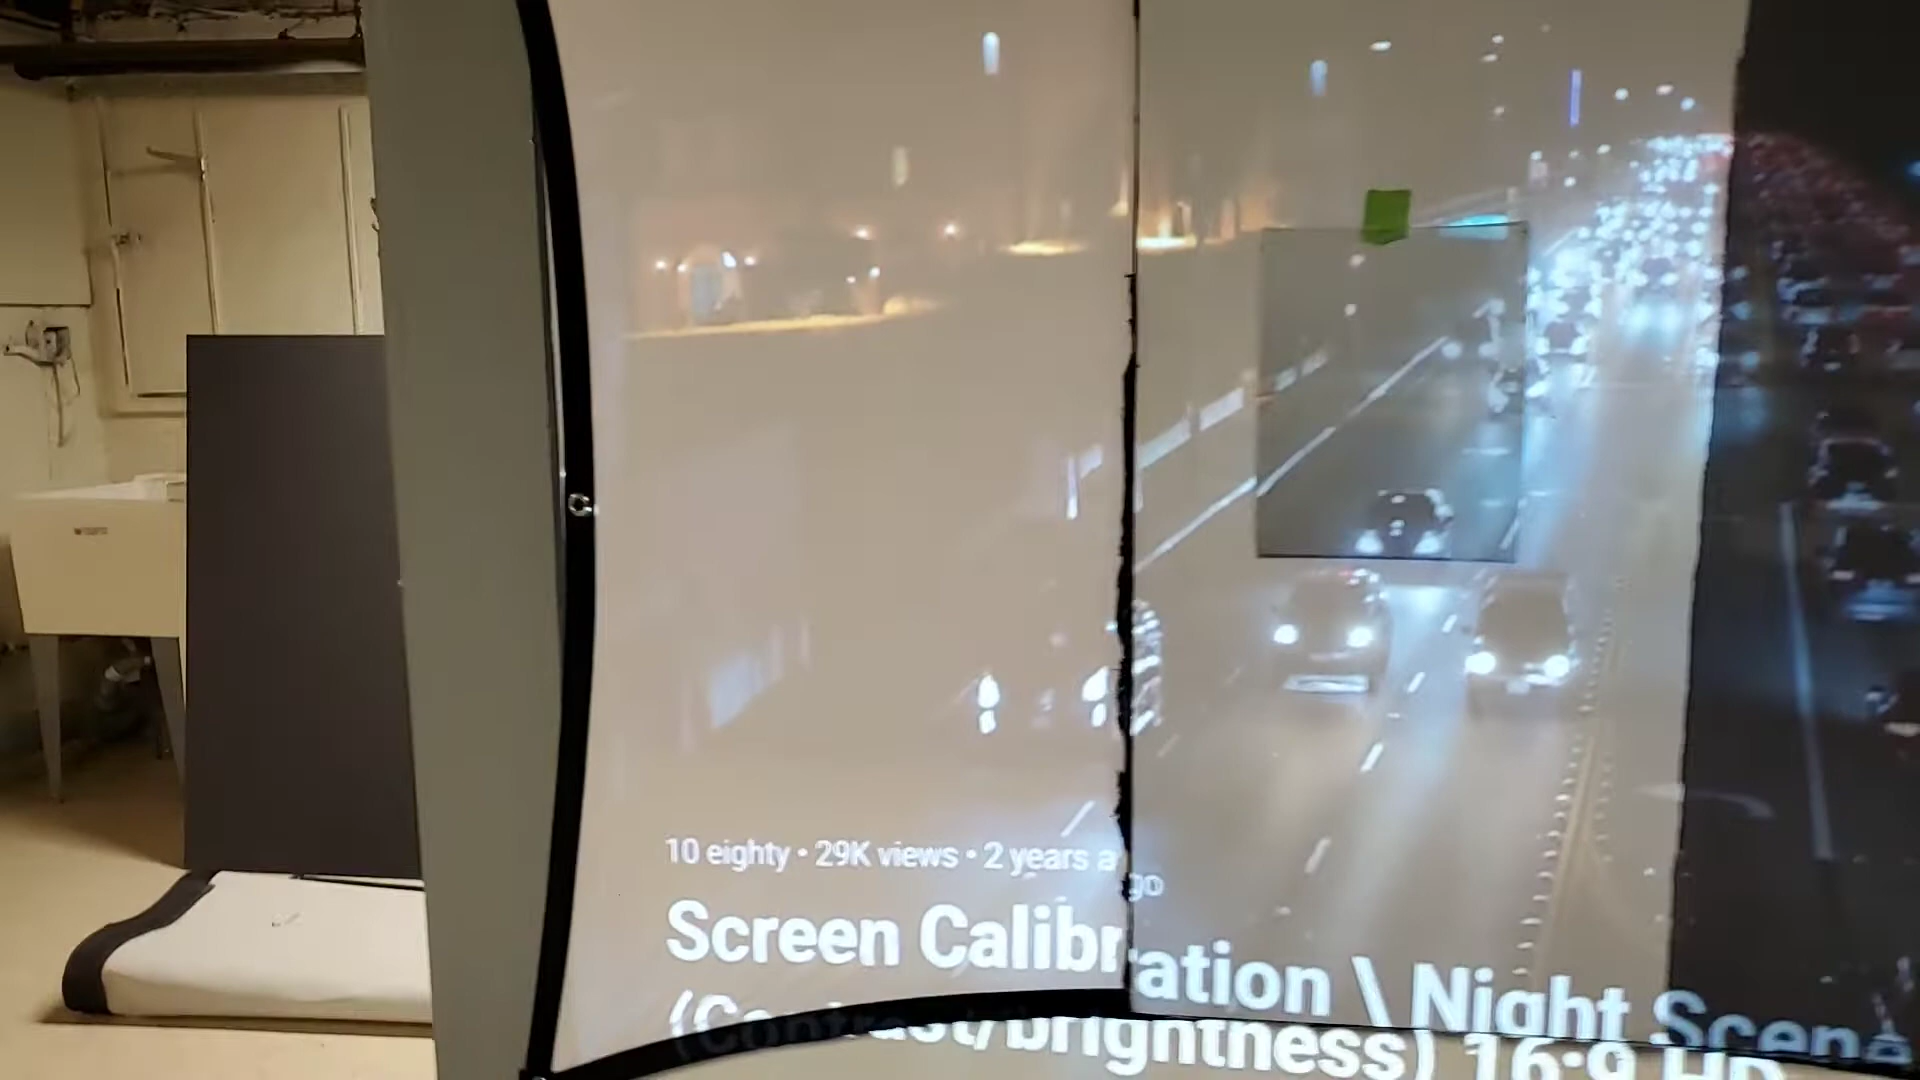 10 eighty • 29K views • 2 years ago
Screen Calibration \ Night Scene
(Contrast/brightness) 16:9 HD